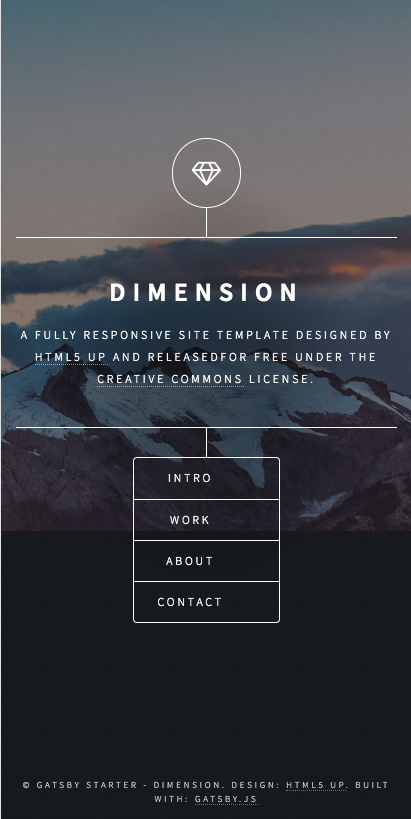 DIMENSION
A FULLY RESPONSIVE SITE TEMPLATE DESIGNED BY
HTML5 UP AND RELEASEDFOR FREE UNDER THE
CREATIVE COMMONS LICENSE.
INTRO
WORK
ABOUT
CONTACT
© GATSBY STARTER - DIMENSION. DESIGN: HTML5 UP. BUILT
WITH: GATSBY.JS